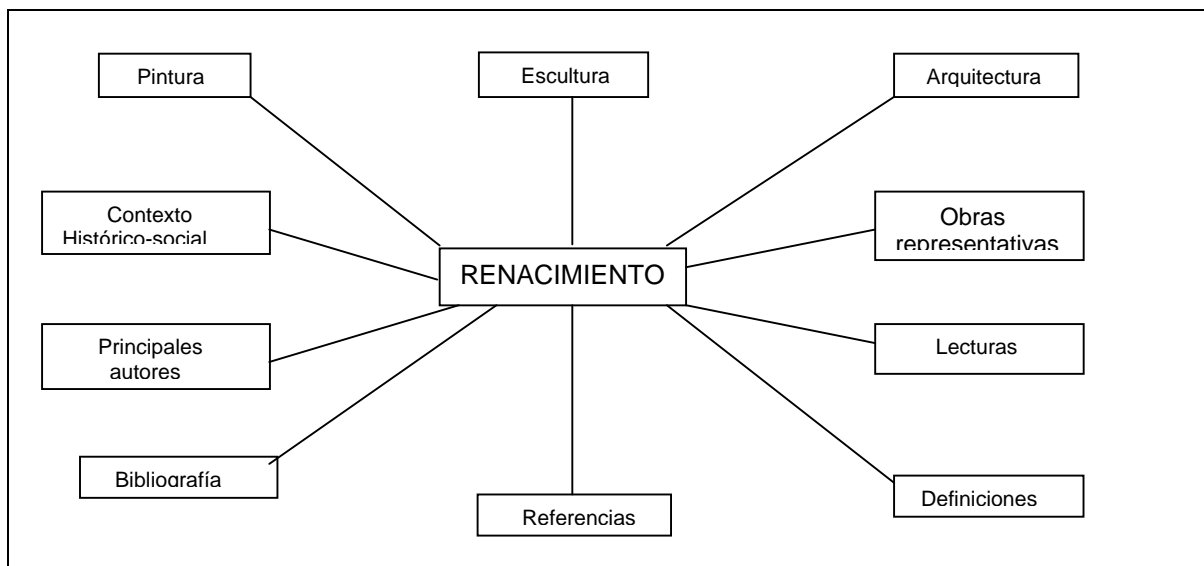 Pintura
Escultura
Arquitectura
Contexto
Histórico-social
Obras
representativas
RENACIMIENTO
Principales
autores
Lecturas
Bibliografía
Referencias
Definiciones